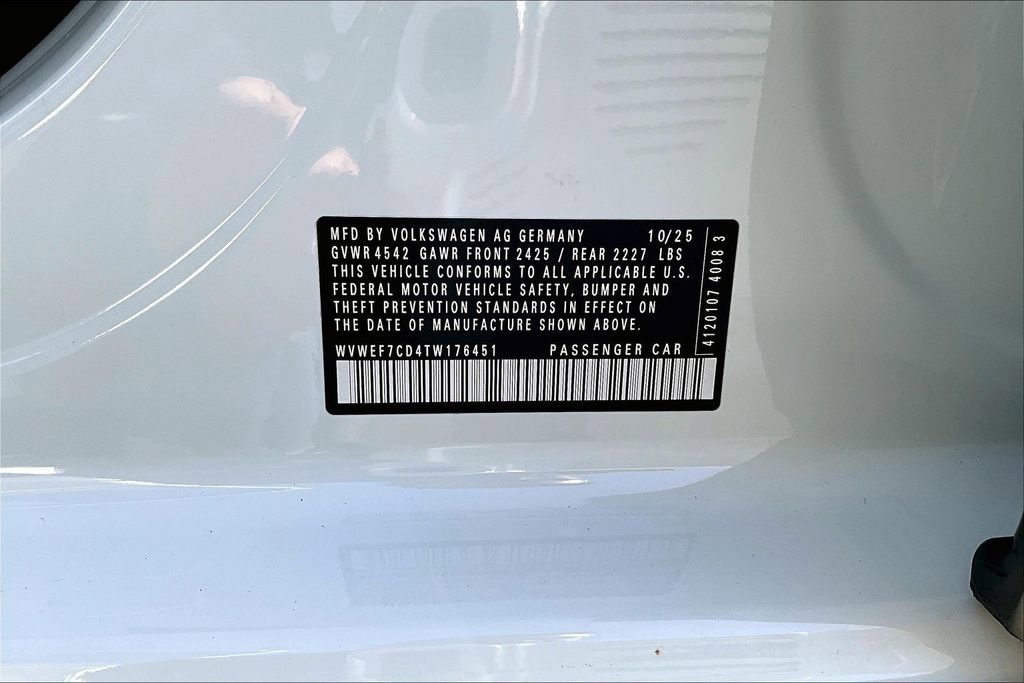 MFD BY VOLKSWAGEN AG GERMANY 10/25
GVWR 4542 GAWR FRONT 2425 / REAR 2227 LBS
THIS VEHICLE CONFORMS TO ALL APPLICABLE U.S.
FEDERAL MOTOR VEHICLE SAFETY, BUMPER AND
THEFT PREVENTION STANDARDS IN EFFECT ON
THE DATE OF MANUFACTURE SHOWN ABOVE.
WVWEF7CD4TW176451 PASSENGER CAR
4120107 4008 3